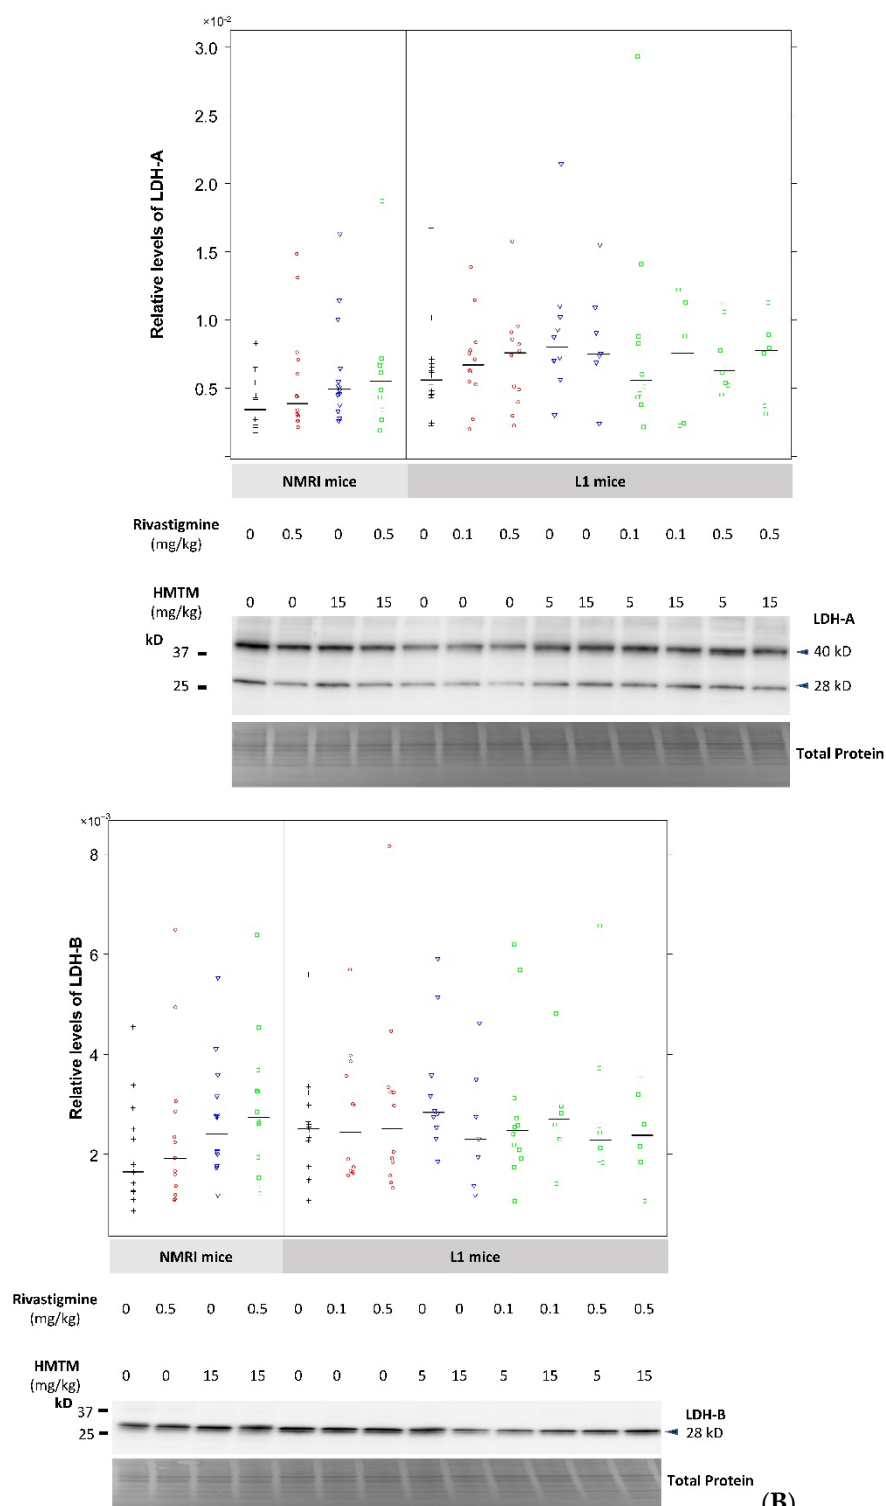 ×10⁻²
3.0
2.5
2.0
1.5
1.0
0.5
Relative levels of LDH-A
NMRI mice L1 mice
Rivastigmine
(mg/kg)
0 0.5 0 0.5 0 0.1 0.5 0 0 0.1 0.1 0.5 0.5
HMTM
(mg/kg)
0 0 15 15 0 0 0 5 15 5 15 5 15
LDH-A
kD
37
40 kD
25
28 kD
Total Protein
×10⁻³
8
6
4
2
Relative levels of LDH-B
NMRI mice L1 mice
Rivastigmine
(mg/kg)
0 0.5 0 0.5 0 0.1 0.5 0 0 0.1 0.1 0.5 0.5
HMTM
(mg/kg)
0 0 15 15 0 0 0 5 15 5 15 5 15
kD
37
LDH-B
25
28 kD
Total Protein
(B)